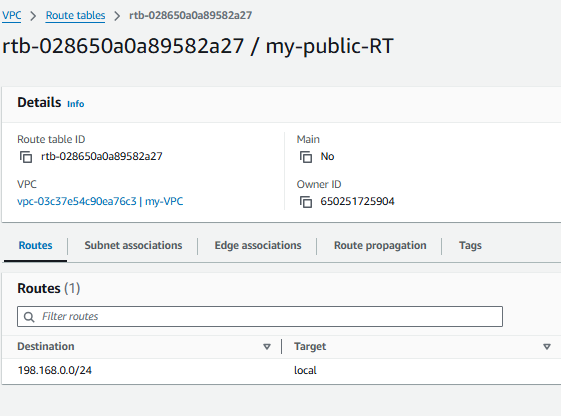 VPC > Route tables > rtb-028650a0a89582a27
rtb-028650a0a89582a27 / my-public-RT
Details Info
Route table ID
rtb-028650a0a89582a27
Main
No
VPC
vpc-03c37e54c90ea76c3 | my-VPC
Owner ID
650251725904
Routes Subnet associations Edge associations Route propagation Tags
Routes (1)
Filter routes
Destination Target
198.168.0.0/24 local